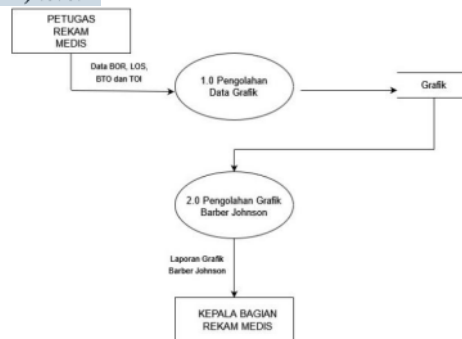 PETUGAS
REKAM
MEDIS
Data BOR, LOS,
BTO dan TOI
1.0 Pengolahan
Data Grafik
Grafik
2.0 Pengolahan Grafik
Barber Johnson
Laporan Grafik
Barber Johnson
KEPALA BAGIAN
REKAM MEDIS